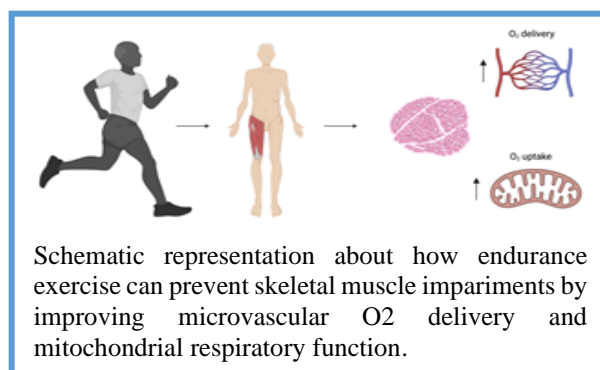 O₂ delivery
O₂ uptake
Schematic representation about how endurance
exercise can prevent skeletal muscle impariments by
improving microvascular O2 delivery and
mitochondrial respiratory function.